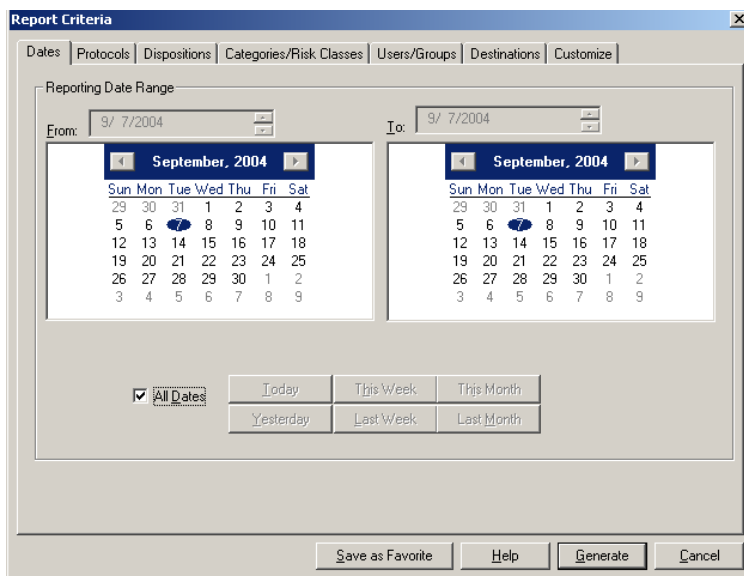 Report Criteria
Dates Protocols Dispositions Categories/Risk Classes Users/Groups Destinations Customize
Reporting Date Range
From: 9/ 7/2004 To: 9/ 7/2004
September, 2004 September, 2004
Sun Mon Tue Wed Thu Fri Sat Sun Mon Tue Wed Thu Fri Sat
29 30 31 1 2 3 4 29 30 31 1 2 3 4
5 6 7 8 9 10 11 5 6 7 8 9 10 11
12 13 14 15 16 17 18 12 13 14 15 16 17 18
19 20 21 22 23 24 25 19 20 21 22 23 24 25
26 27 28 29 30 1 2 26 27 28 29 30 1 2
3 4 5 6 7 8 9 3 4 5 6 7 8 9
All Dates Today This Week This Month
Yesterday Last Week Last Month
Save as Favorite Help Generate Cancel